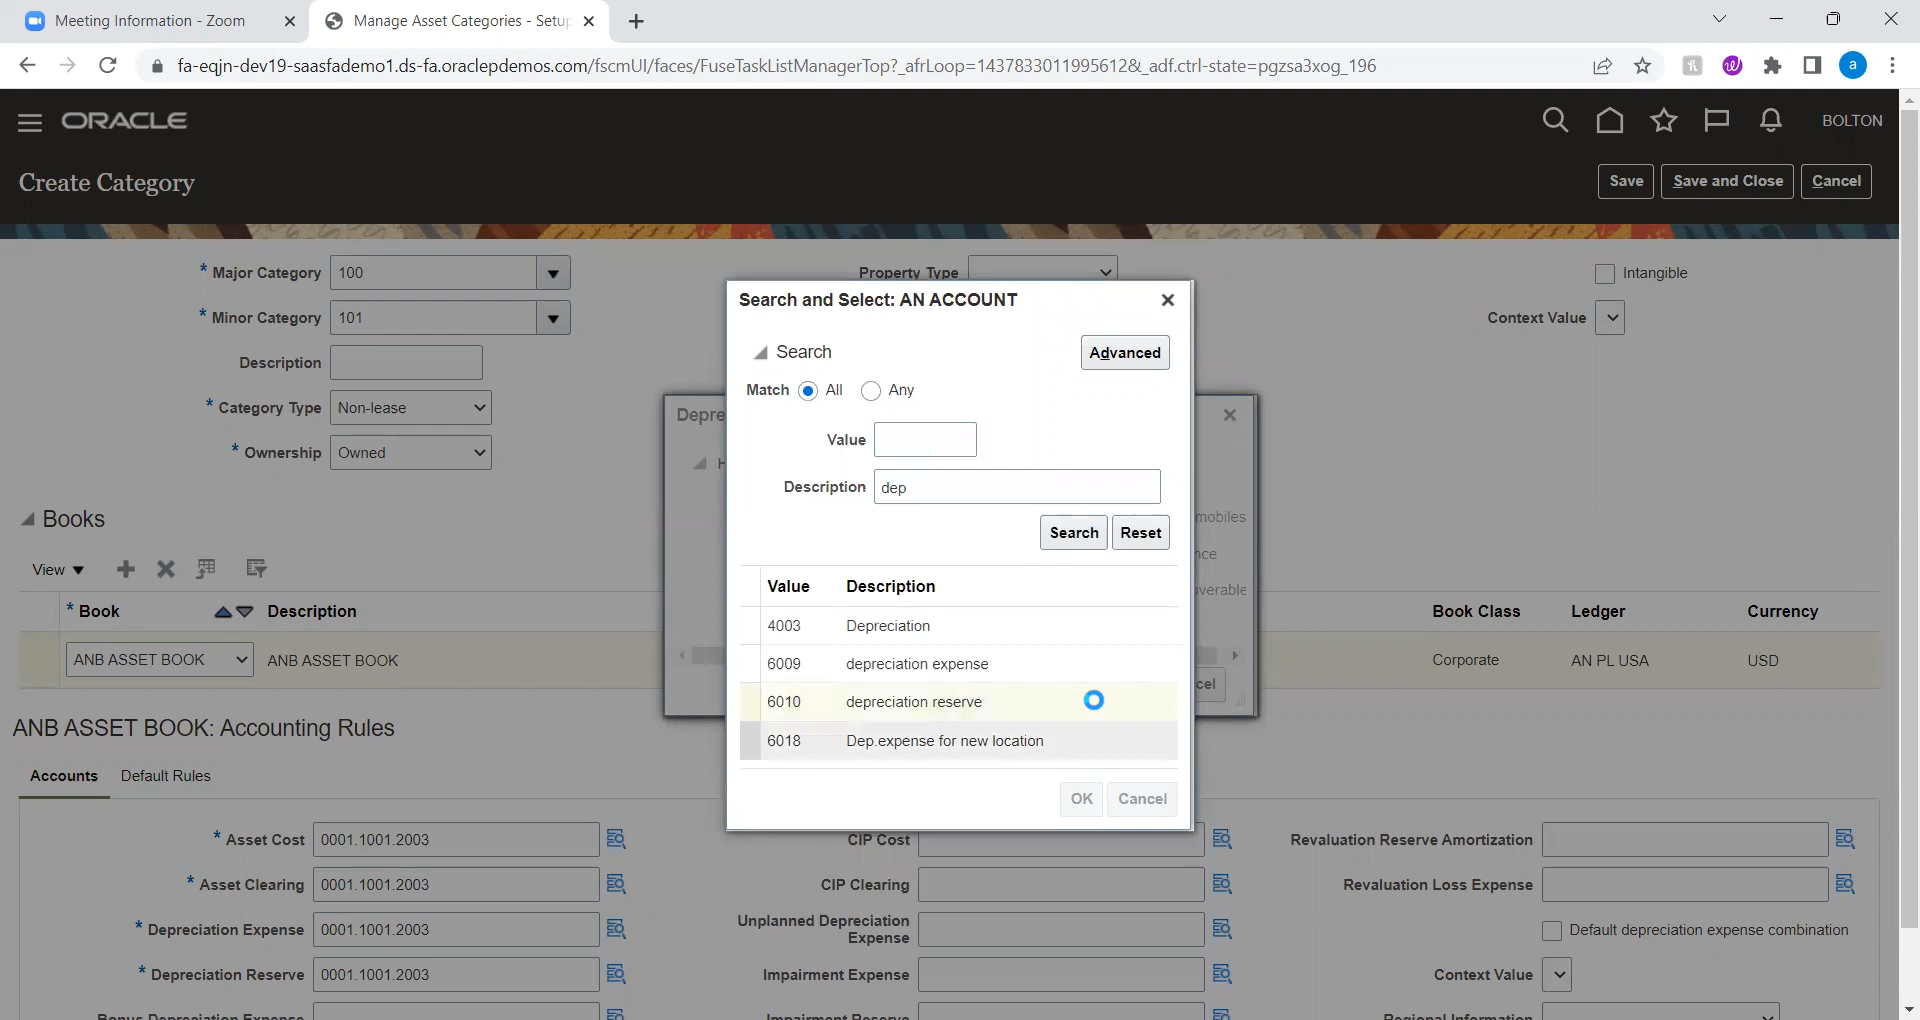 Meeting Information - Zoom
Manage Asset Categories - Setup
fa-eqjn-dev19-saasfademo1.ds-fa.oraclepdemos.com/fscmUI/faces/FuseTaskListManagerTop?_afrLoop=14378330119956128&_adf.ctrl-state=pgzsa3xog_196
a
ORACLE
BOLTON
Create Category
Save
Save and Close
Cancel
* Major Category 100
Property Type
Intangible
* Minor Category 101
Context Value
Description
* Category Type Non-lease
* Ownership Owned
Search and Select: AN ACCOUNT
Search
Advanced
Match All Any
Value
Description dep
Search Reset
Value Description
4003 Depreciation
6009 depreciation expense
6010 depreciation reserve
6018 Dep.expense for new location
OK Cancel
Depre
H
mobiles
nce
verable
cel
Books
View
* Book Description Book Class Ledger Currency
ANB ASSET BOOK ANB ASSET BOOK Corporate AN PL USA USD
ANB ASSET BOOK: Accounting Rules
Accounts Default Rules
* Asset Cost 0001.1001.2003
CIP Cost
Revaluation Reserve Amortization
* Asset Clearing 0001.1001.2003
CIP Clearing
Revaluation Loss Expense
* Depreciation Expense 0001.1001.2003
Unplanned Depreciation
Expense
Default depreciation expense combination
* Depreciation Reserve 0001.1001.2003
Impairment Expense
Context Value
Bonus Depreciation Expense
Impairment Reserve
Regional Information